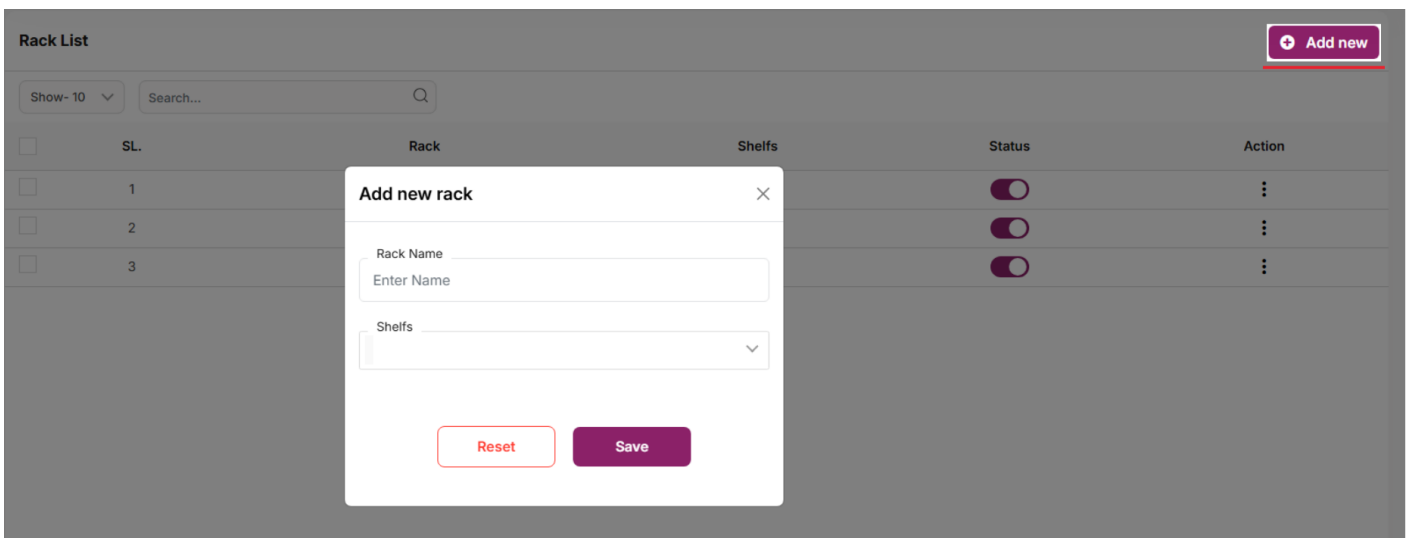 Rack List
Add new
Show- 10
Search...
SL. Rack Shelfs Status Action
1
2
3
Add new rack
Rack Name
Enter Name
Shelfs
Reset Save